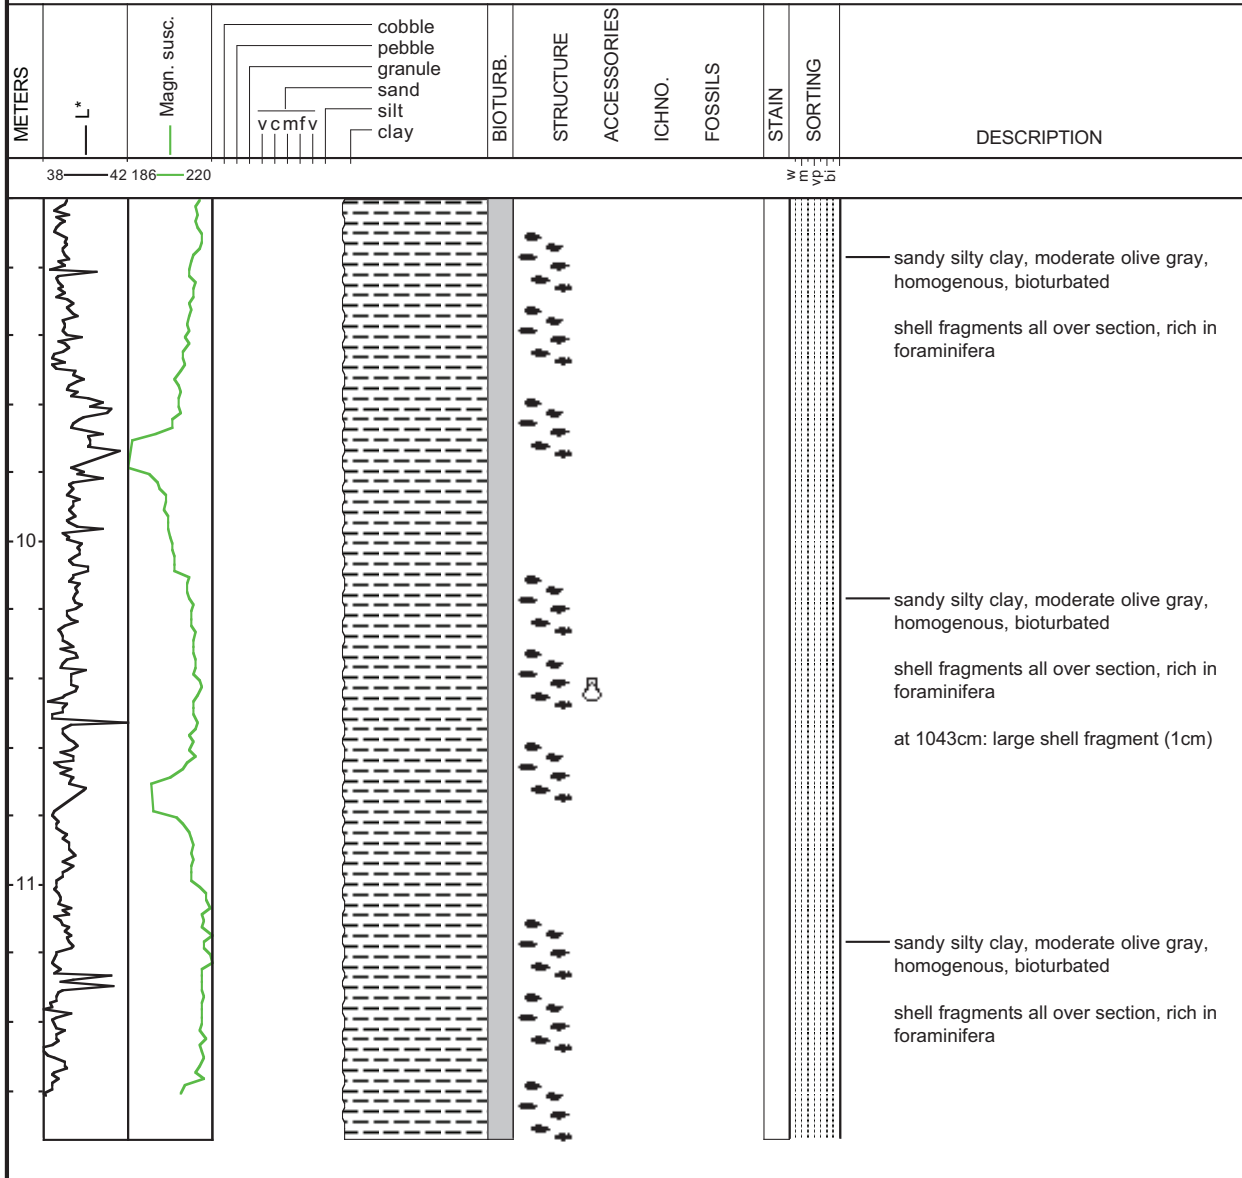 METERS
L*
Magn. susc.
cobble
pebble
granule
sand
silt
clay
v c m f v
BIOTURB.
STRUCTURE
ACCESSORIES
ICHNO.
FOSSILS
STAIN
SORTING
DESCRIPTION
38 42 186 220
w
m
vp
bi
sandy silty clay, moderate olive gray,
homogenous, bioturbated
shell fragments all over section, rich in
foraminifera
10
sandy silty clay, moderate olive gray,
homogenous, bioturbated
shell fragments all over section, rich in
foraminifera
at 1043cm: large shell fragment (1cm)
11
sandy silty clay, moderate olive gray,
homogenous, bioturbated
shell fragments all over section, rich in
foraminifera